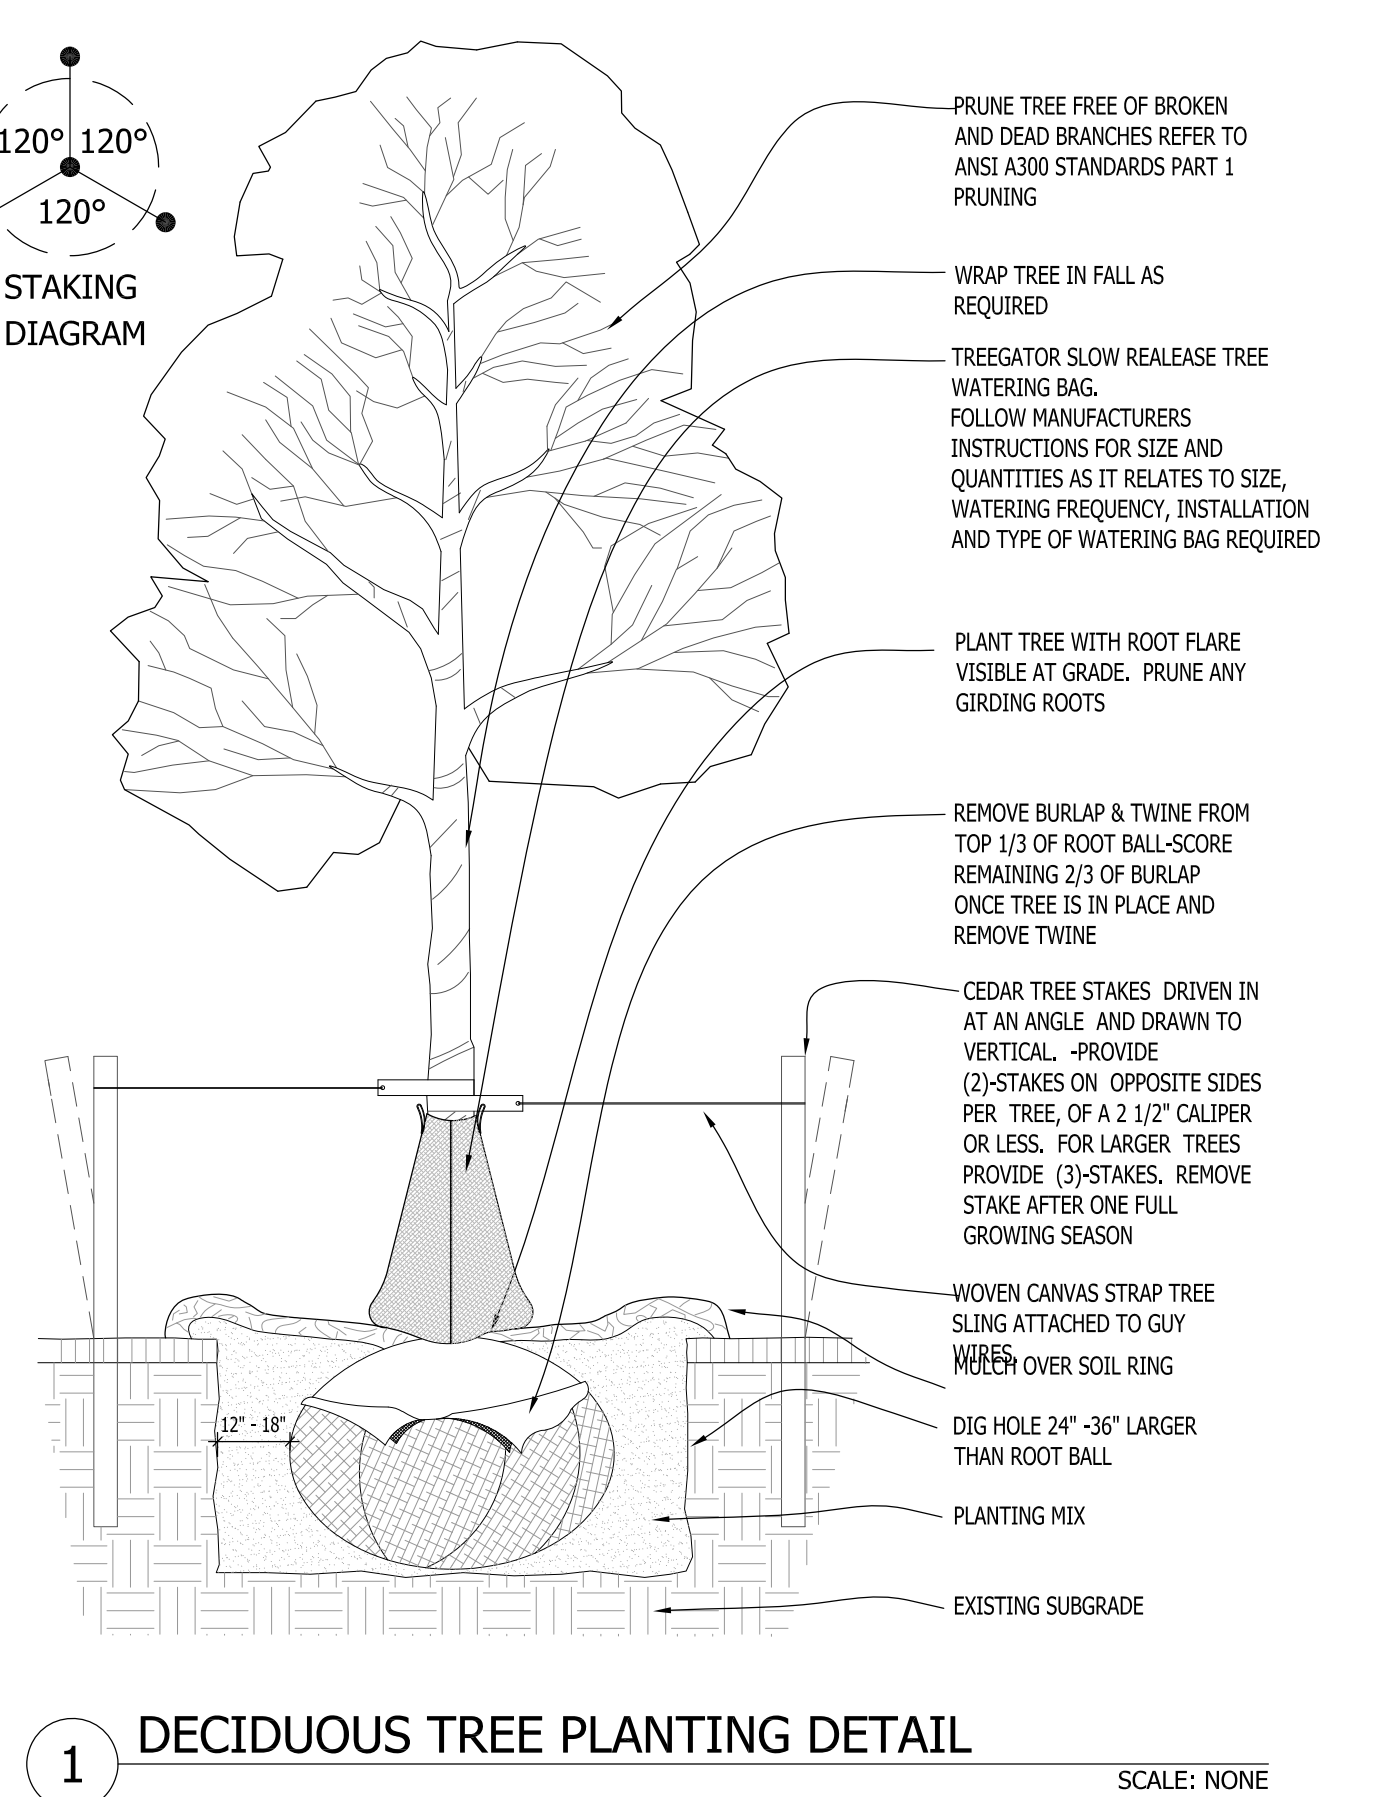 120° 120°
120°
STAKING
DIAGRAM
PRUNE TREE FREE OF BROKEN
AND DEAD BRANCHES REFER TO
ANSI A300 STANDARDS PART 1
PRUNING
WRAP TREE IN FALL AS
REQUIRED
TREEGATOR SLOW REALEASE TREE
WATERING BAG.
FOLLOW MANUFACTURERS
INSTRUCTIONS FOR SIZE AND
QUANTITIES AS IT RELATES TO SIZE,
WATERING FREQUENCY, INSTALLATION
AND TYPE OF WATERING BAG REQUIRED
PLANT TREE WITH ROOT FLARE
VISIBLE AT GRADE. PRUNE ANY
GIRDING ROOTS
REMOVE BURLAP & TWINE FROM
TOP 1/3 OF ROOT BALL-SCORE
REMAINING 2/3 OF BURLAP
ONCE TREE IS IN PLACE AND
REMOVE TWINE
CEDAR TREE STAKES DRIVEN IN
AT AN ANGLE AND DRAWN TO
VERTICAL. -PROVIDE
(2)-STAKES ON OPPOSITE SIDES
PER TREE, OF A 2 1/2" CALIPER
OR LESS. FOR LARGER TREES
PROVIDE (3)-STAKES. REMOVE
STAKE AFTER ONE FULL
GROWING SEASON
WOVEN CANVAS STRAP TREE
SLING ATTACHED TO GUY
WIRES.
MULCH OVER SOIL RING
12" - 18"
DIG HOLE 24" -36" LARGER
THAN ROOT BALL
PLANTING MIX
EXISTING SUBGRADE
1
DECIDUOUS TREE PLANTING DETAIL
SCALE: NONE